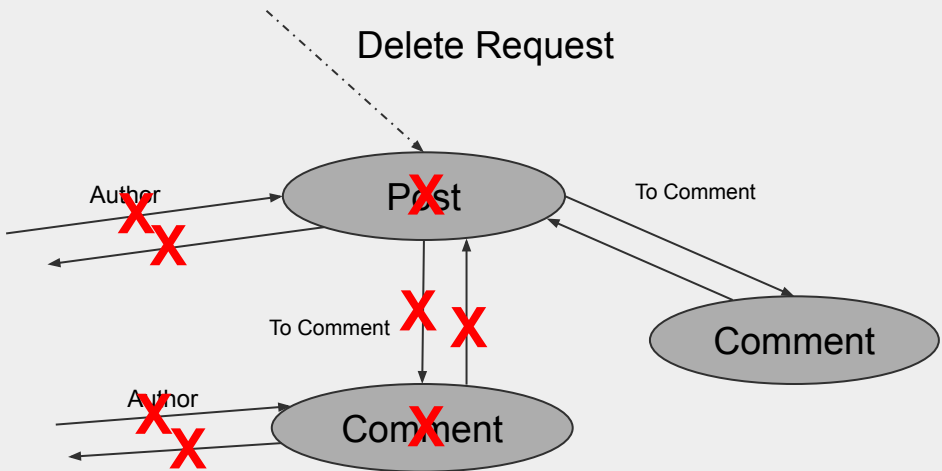 Delete Request
Author
Post
To Comment
To Comment
Comment
Author
Comment